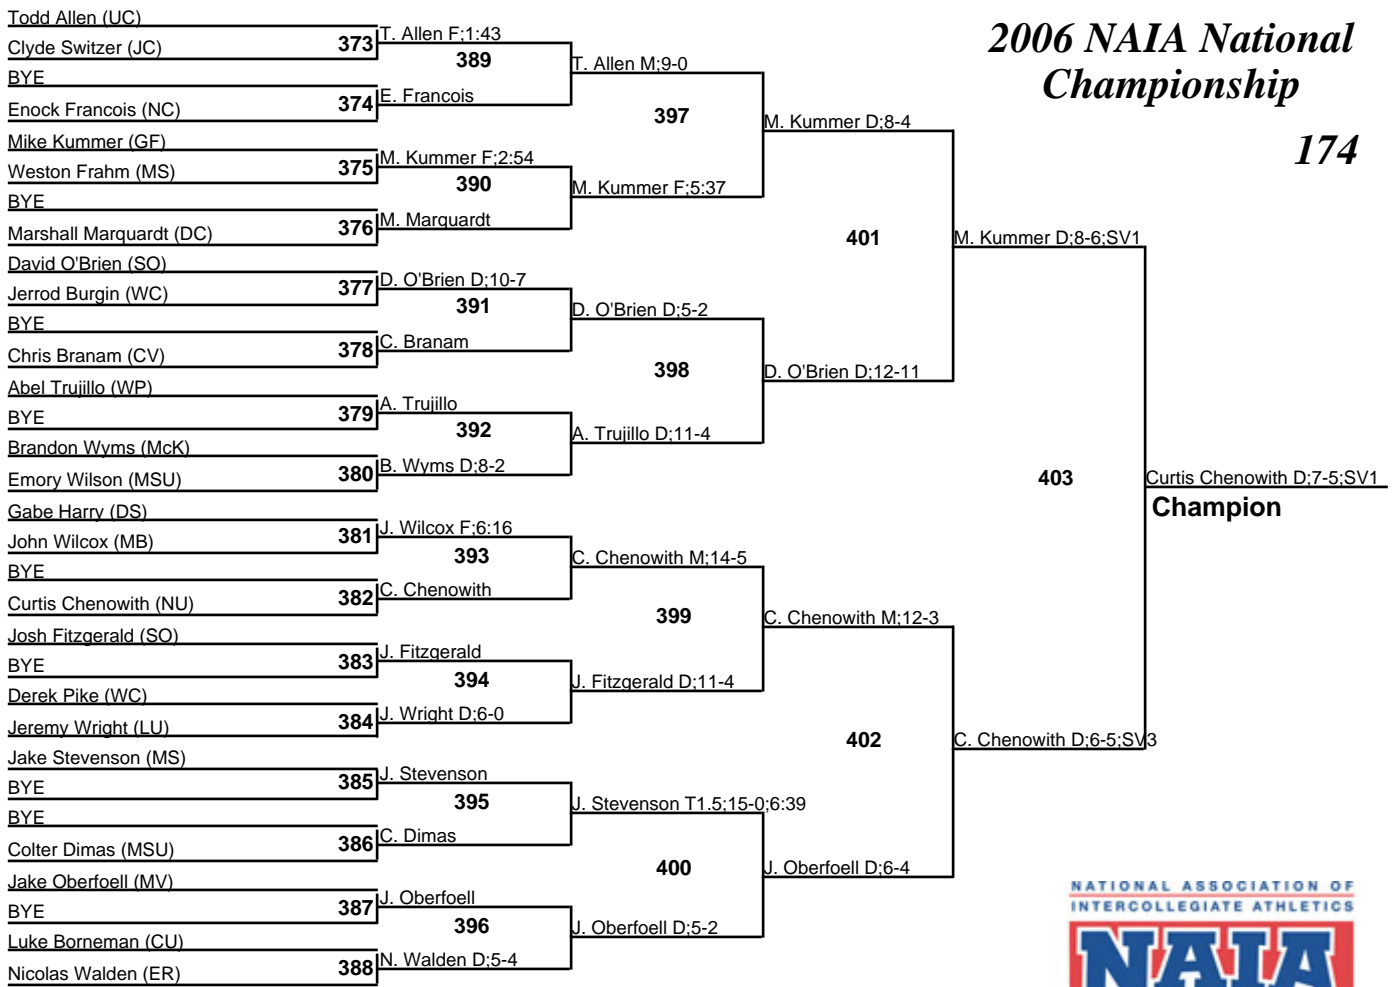 2006 NAIA National
Championship
174
Todd Allen (UC)
Clyde Switzer (JC)
BYE
Enock Francois (NC)
Mike Kummer (GF)
Weston Frahm (MS)
BYE
Marshall Marquardt (DC)
David O'Brien (SO)
Jerrod Burgin (WC)
BYE
Chris Branam (CV)
Abel Trujillo (WP)
BYE
Brandon Wyms (McK)
Emory Wilson (MSU)
Gabe Harry (DS)
John Wilcox (MB)
BYE
Curtis Chenowith (NU)
Josh Fitzgerald (SO)
BYE
Derek Pike (WC)
Jeremy Wright (LU)
Jake Stevenson (MS)
BYE
BYE
Colter Dimas (MSU)
Jake Oberfoell (MV)
BYE
Luke Borneman (CU)
Nicolas Walden (ER)
373
374
375
376
377
378
379
380
381
382
383
384
385
386
387
388
T. Allen F;1:43
E. Francois
M. Kummer F;2:54
M. Marquardt
D. O'Brien D;10-7
C. Branam
A. Trujillo
B. Wyms D;8-2
J. Wilcox F;6:16
C. Chenowith
J. Fitzgerald
J. Wright D;6-0
J. Stevenson
C. Dimas
J. Oberfoell
N. Walden D;5-4
389
390
391
392
393
394
395
396
T. Allen M;9-0
M. Kummer F;5:37
D. O'Brien D;5-2
A. Trujillo D;11-4
C. Chenowith M;14-5
J. Fitzgerald D;11-4
J. Stevenson T1.5;15-0;6:39
J. Oberfoell D;5-2
397
398
399
400
M. Kummer D;8-4
D. O'Brien D;12-11
C. Chenowith M;12-3
J. Oberfoell D;6-4
401
402
M. Kummer D;8-6;SV1
C. Chenowith D;6-5;SV3
403
Curtis Chenowith D;7-5;SV1
Champion
NATIONAL ASSOCIATION OF
INTERCOLLEGIATE ATHLETICS
NAIA